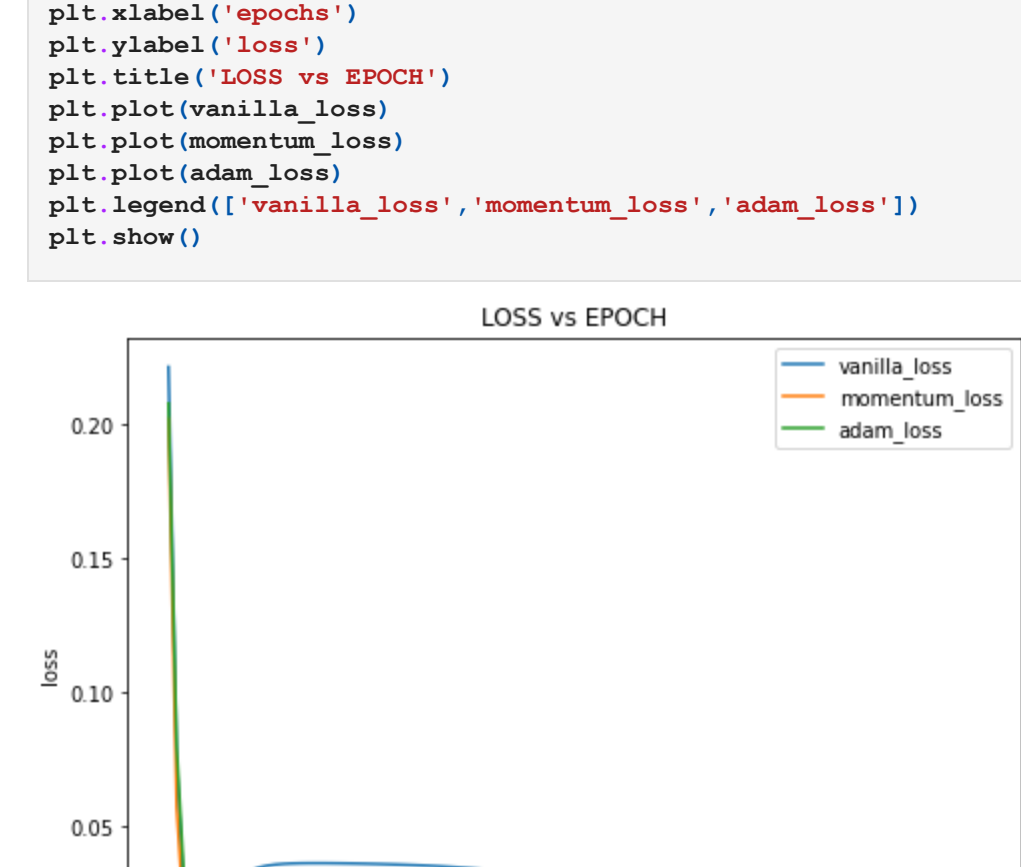 plt.xlabel('epochs')
plt.ylabel('loss')
plt.title('LOSS vs EPOCH')
plt.plot(vanilla_loss)
plt.plot(momentum_loss)
plt.plot(adam_loss)
plt.legend(['vanilla_loss','momentum_loss','adam_loss'])
plt.show()
LOSS vs EPOCH
vanilla_loss
momentum_loss
adam_loss
0.20
0.15
loss
0.10
0.05